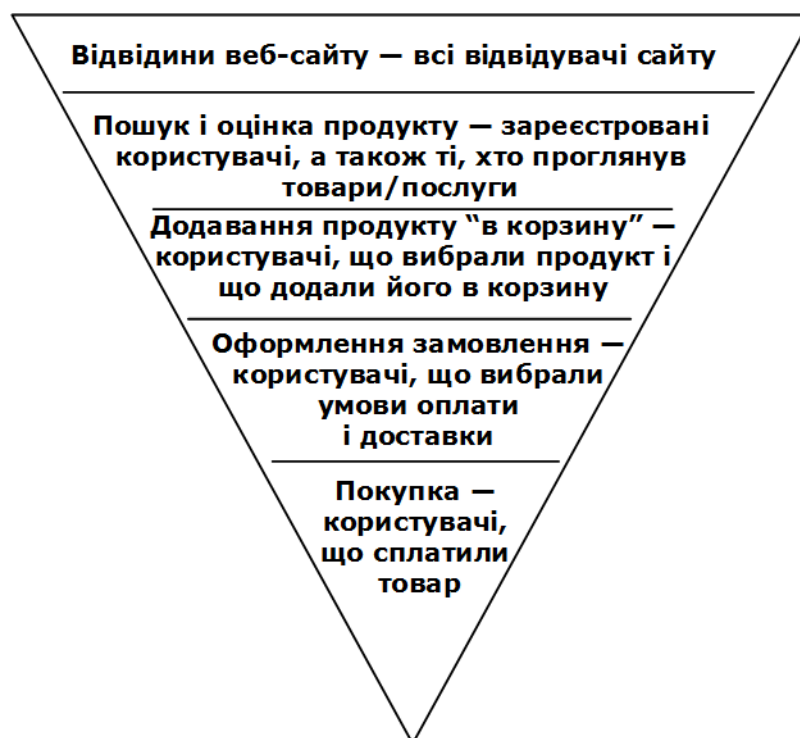 Відвідини веб-сайту — всі відвідувачі сайту
Пошук і оцінка продукту — зареєстровані
користувачі, а також ті, хто проглянув
товари/послуги
Додавання продукту “в корзину” —
користувачі, що вибрали продукт і
що додали його в корзину
Оформлення замовлення —
користувачі, що вибрали
умови оплати
і доставки
Покупка —
користувачі,
що сплатили
товар